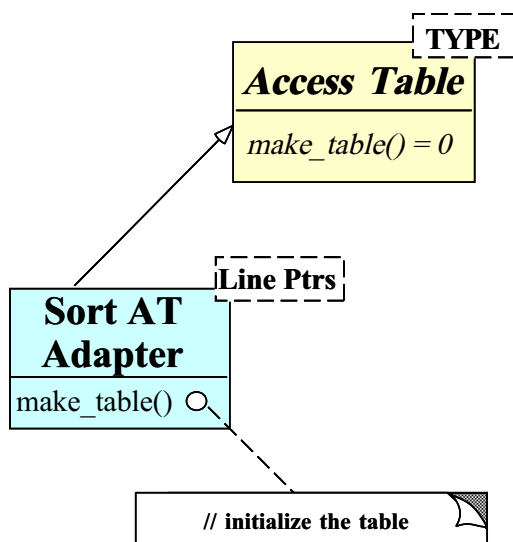 TYPE
Access Table
make_table() = 0
Line Ptrs
Sort AT
Adapter
make_table()
// initialize the table